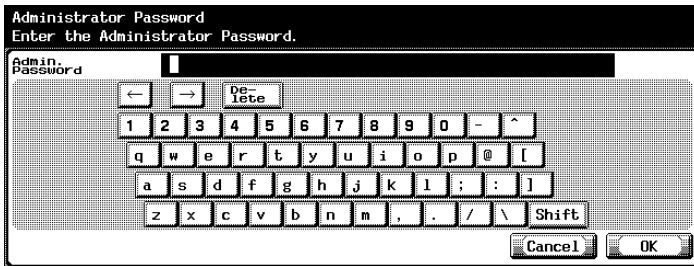 Administrator Password
Enter the Administrator Password.
Admin.
Password
← → De-
lete
1 2 3 4 5 6 7 8 9 0 - ^
q w e r t y u i o p @ [
a s d f g h j k l ; : ]
z x c v b n m , . / \ Shift
Cancel OK